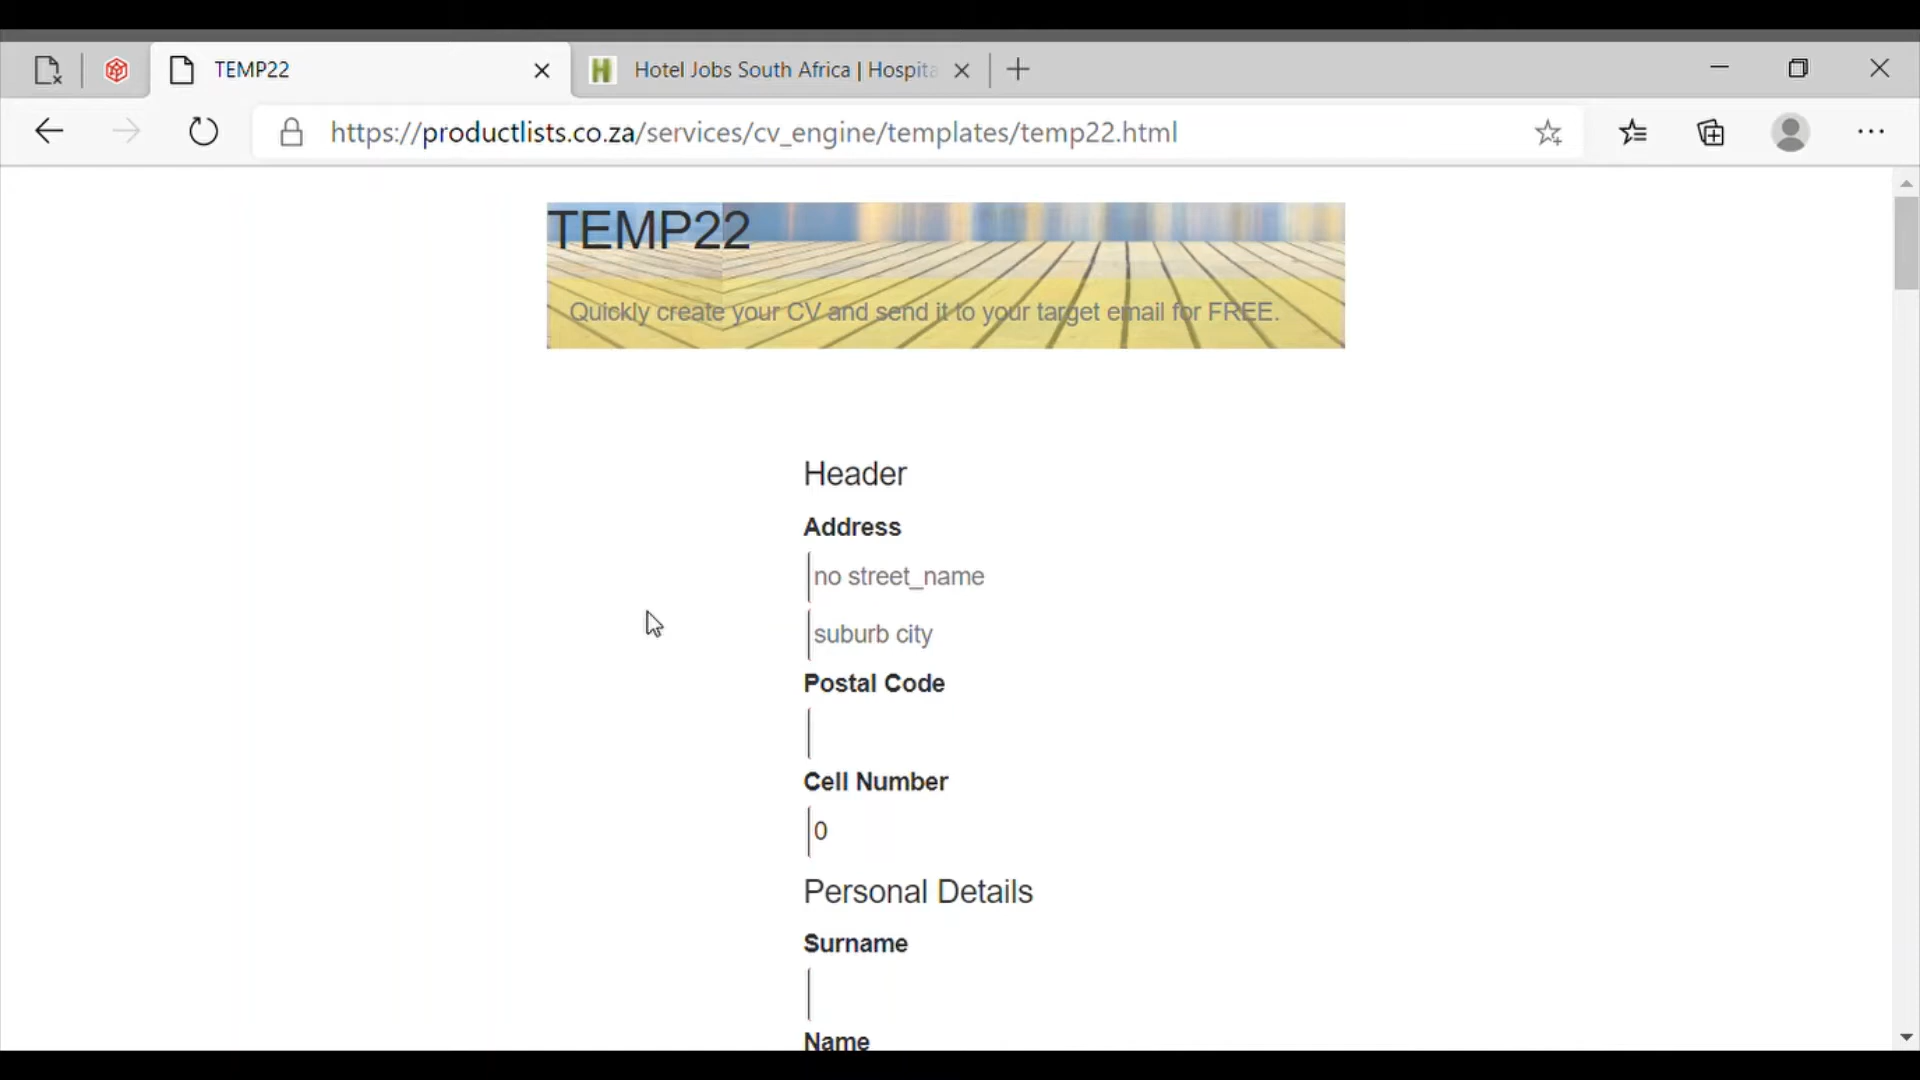 TEMP22
Hotel Jobs South Africa | Hospita
https://productlists.co.za/services/cv_engine/templates/temp22.html
TEMP22
Quickly create your CV and send it to your target email for FREE.
Header
Address
no street_name
suburb city
Postal Code
Cell Number
0
Personal Details
Surname
Name